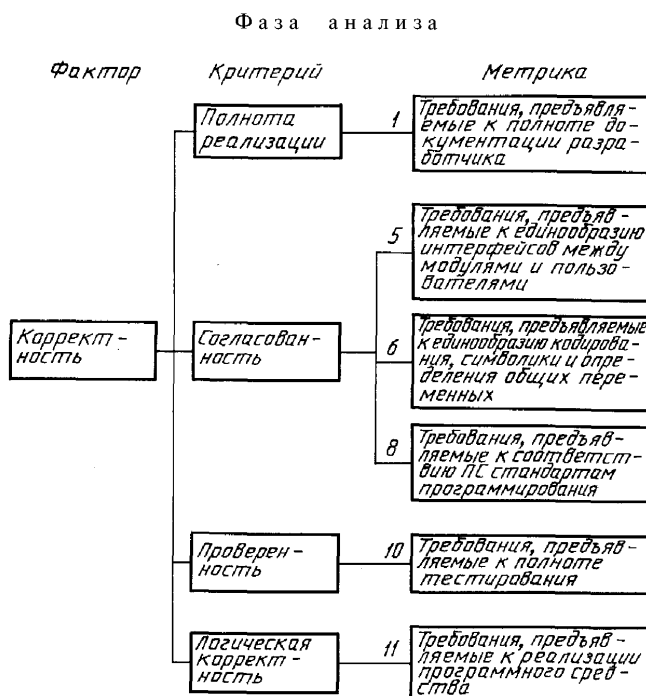 Фаза анализа
Фактор Критерий Метрика
Полнота
реализации
1
Требования, предъявля-
емые к полноте до-
кументации разра-
ботчика
5
Требования, предъяв-
ляемые к единообразию
интерфейсов между
модулями и пользо-
вателями
Коррект-
ность
Согласован-
ность
6
Требования, предъявляемые
к единообразию кодирова-
ния, символики и опре-
деления общих пере-
менных
8
Требования, предъяв-
ляемые к соответст-
вию ПС стандартам
программирования
Проверен-
ность
10
Требования, предъяв-
ляемые к полноте
тестирования
Логическая
коррект-
ность
11
Требования, предъяв-
ляемые к реализации
программного сред-
ства